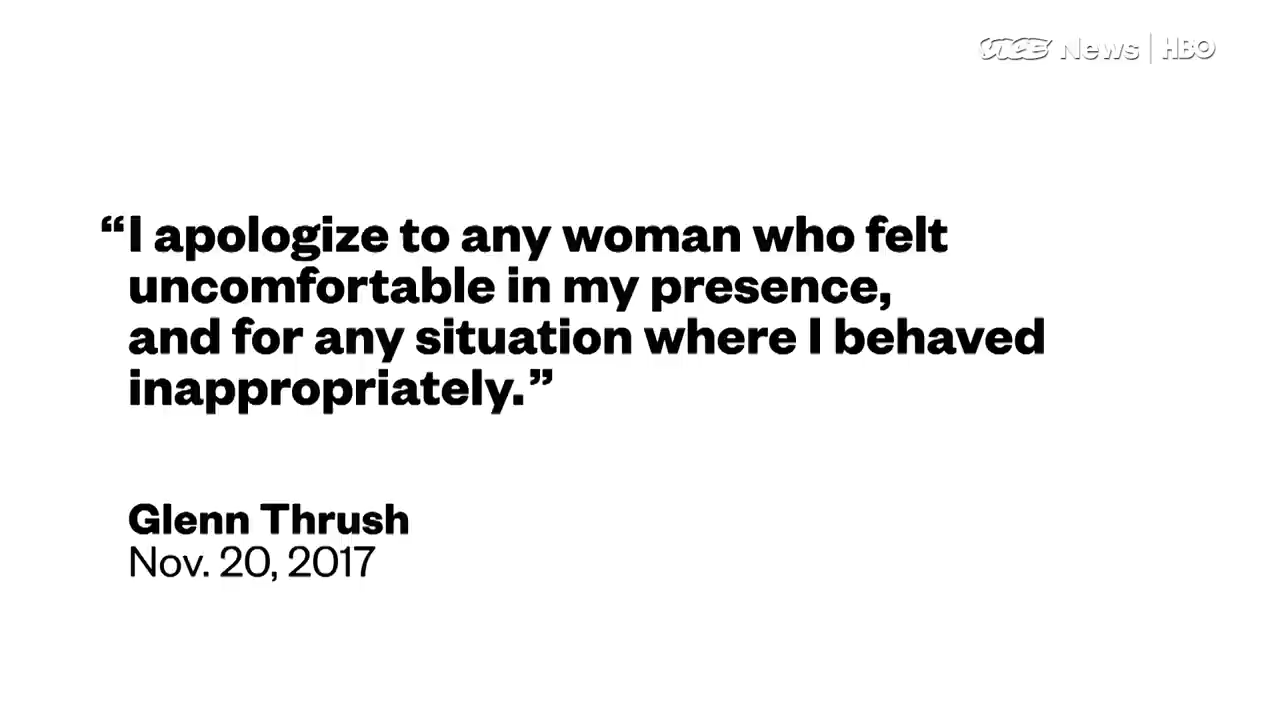 VICE News | HBO
“I apologize to any woman who felt
uncomfortable in my presence,
and for any situation where I behaved
inappropriately.”
Glenn Thrush
Nov. 20, 2017